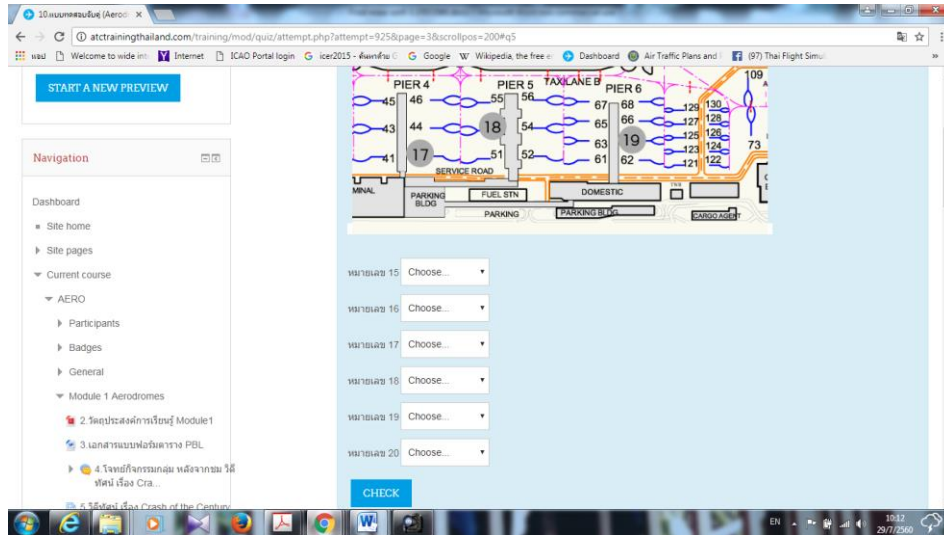 10.แบบทดสอบจับคู่ (Aerod
atctrainingthailand.com/training/mod/quiz/attempt.php?attempt=925&page=3&scrollpos=200#q5
แอป Welcome to wide int Internet ICAO Portal login icer2015 - ค้นหาด้วย G Google Wikipedia, the free e Dashboard Air Traffic Plans and (97) Thai Flight Simu
START A NEW PREVIEW
Navigation
Dashboard
Site home
Site pages
Current course
AERO
Participants
Badges
General
Module 1 Aerodromes
2.วัตถุประสงค์การเรียนรู้ Module1
3.เอกสารแบบฟอร์มตาราง PBL
4.โจทย์กิจกรรมกลุ่ม หลังจากชม วิดี
ทัศน์ เรื่อง Cra...
5.วิดีทัศน์ เรื่อง Crash of the Century
PIER 4 PIER 5 TAXILANE B PIER 6 109
45 46 55 56 67 68 129 130
43 44 18 54 65 66 127 128
19 125 126
63 123 124 73
41 17 51 52 61 62 121 122
SERVICE ROAD
MINAL PARKING BLDG FUEL STN DOMESTIC
PARKING PARKING BLDG CARGO AGENT
หมายเลข 15 Choose...
หมายเลข 16 Choose...
หมายเลข 17 Choose...
หมายเลข 18 Choose...
หมายเลข 19 Choose...
หมายเลข 20 Choose...
CHECK
EN 10:12
29/7/2560